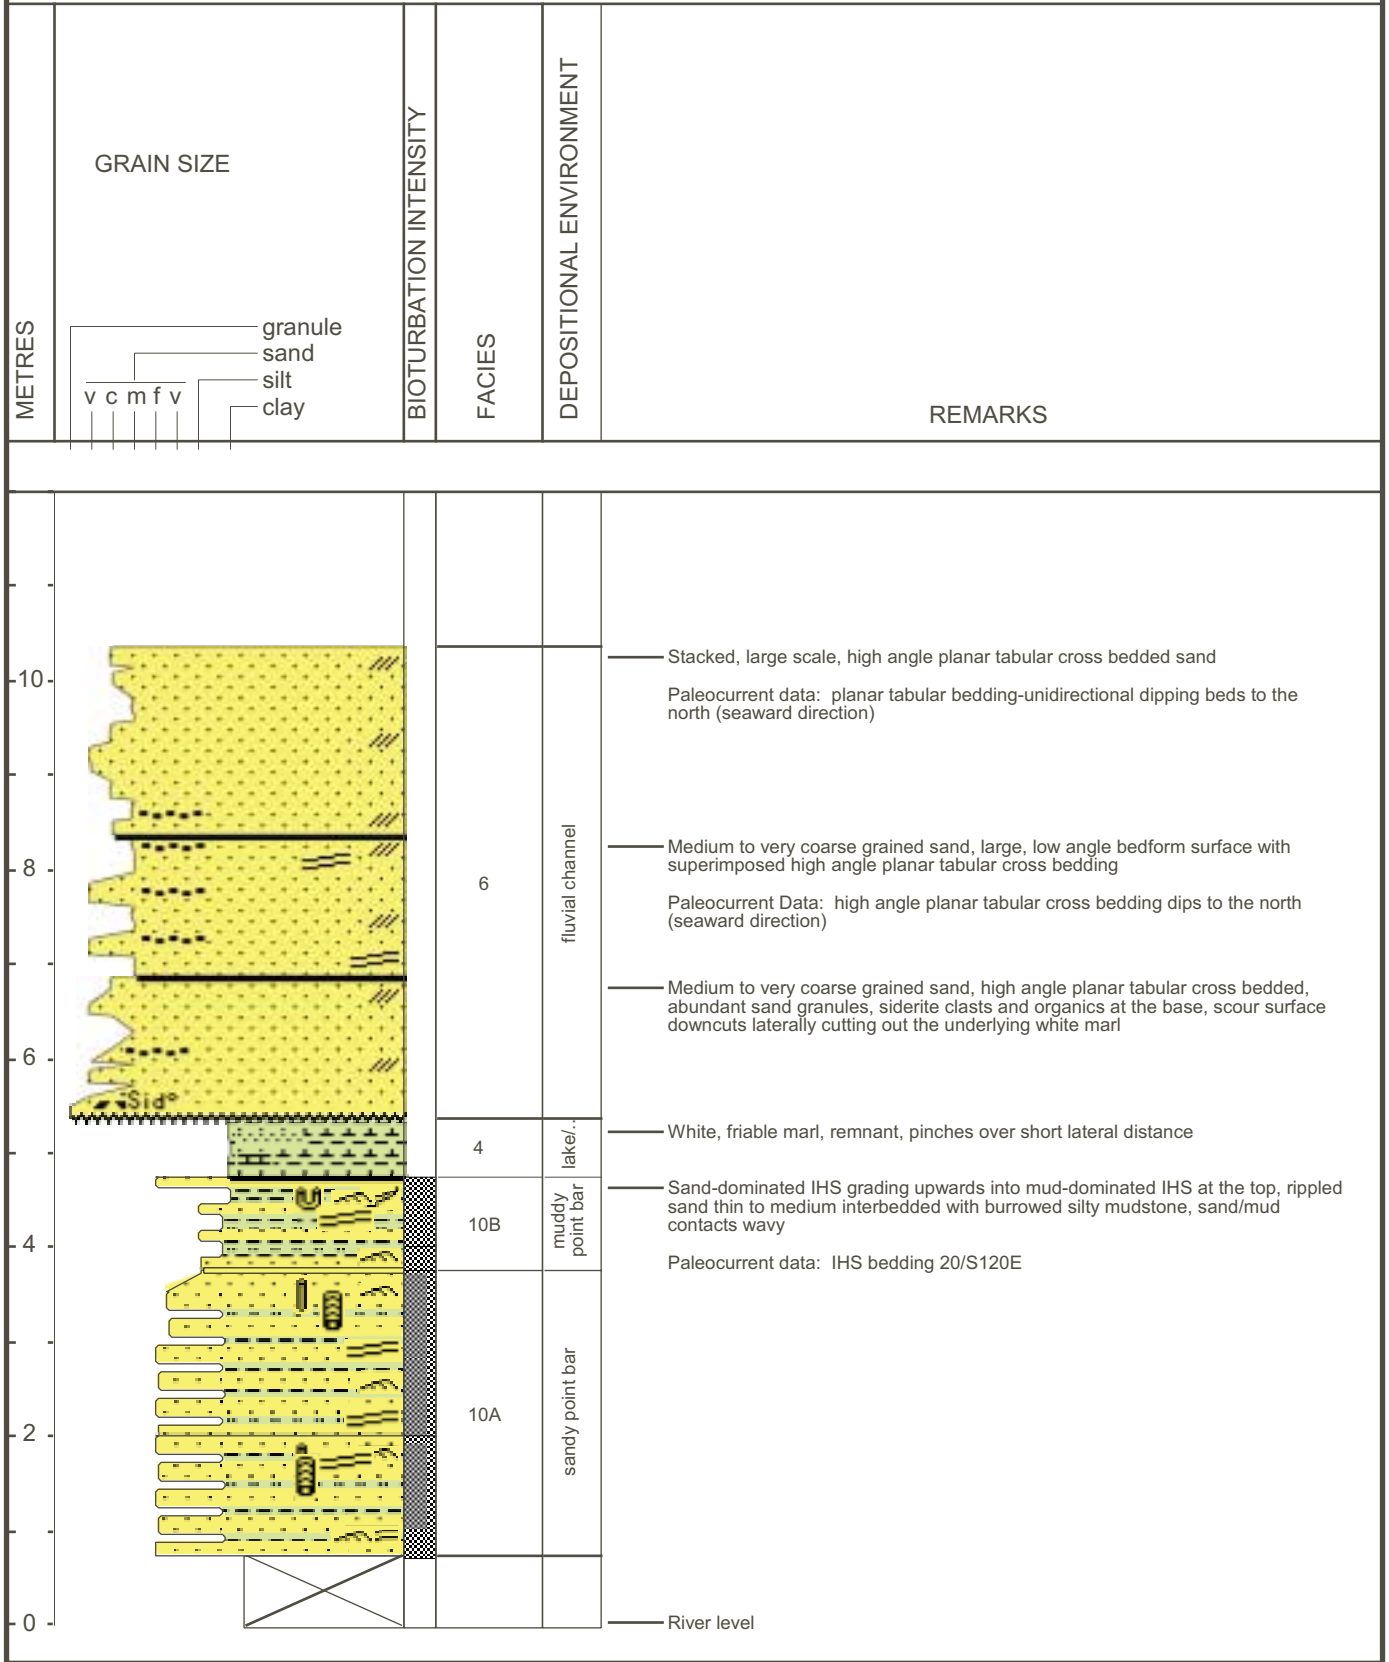 METRES
GRAIN SIZE
granule
sand
silt
clay
v c m f v
BIOTURBATION INTENSITY
FACIES
DEPOSITIONAL ENVIRONMENT
REMARKS
10
8
6
4
2
0
Sid°
6
4
10B
10A
fluvial channel
lake/..
muddy
point bar
sandy point bar
Stacked, large scale, high angle planar tabular cross bedded sand
Paleocurrent data: planar tabular bedding-unidirectional dipping beds to the
north (seaward direction)
Medium to very coarse grained sand, large, low angle bedform surface with
superimposed high angle planar tabular cross bedding
Paleocurrent Data: high angle planar tabular cross bedding dips to the north
(seaward direction)
Medium to very coarse grained sand, high angle planar tabular cross bedded,
abundant sand granules, siderite clasts and organics at the base, scour surface
downcuts laterally cutting out the underlying white marl
White, friable marl, remnant, pinches over short lateral distance
Sand-dominated IHS grading upwards into mud-dominated IHS at the top, rippled
sand thin to medium interbedded with burrowed silty mudstone, sand/mud
contacts wavy
Paleocurrent data: IHS bedding 20/S120E
River level